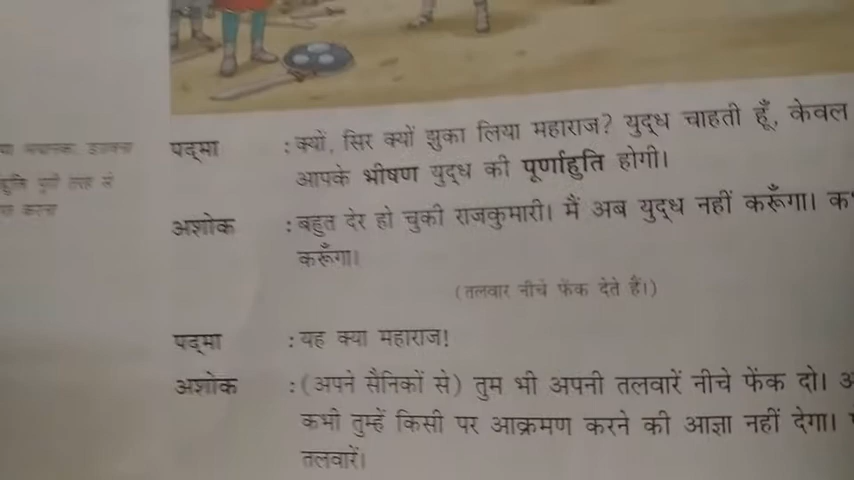 पद्मा : क्यों, सिर क्यों झुका लिया महाराज? युद्ध चाहती हूँ, केवल
आपके भीषण युद्ध की पूर्णाहुति होगी।
अशोक : बहुत देर हो चुकी राजकुमारी। मैं अब युद्ध नहीं करूँगा।
करूँगा।
(तलवार नीचे फेंक देते हैं।)
पद्मा : यह क्या महाराज!
अशोक : (अपने सैनिकों से) तुम भी अपनी तलवारें नीचे फेंक दो।
कभी तुम्हें किसी पर आक्रमण करने की आज्ञा नहीं देगा।
तलवारें।